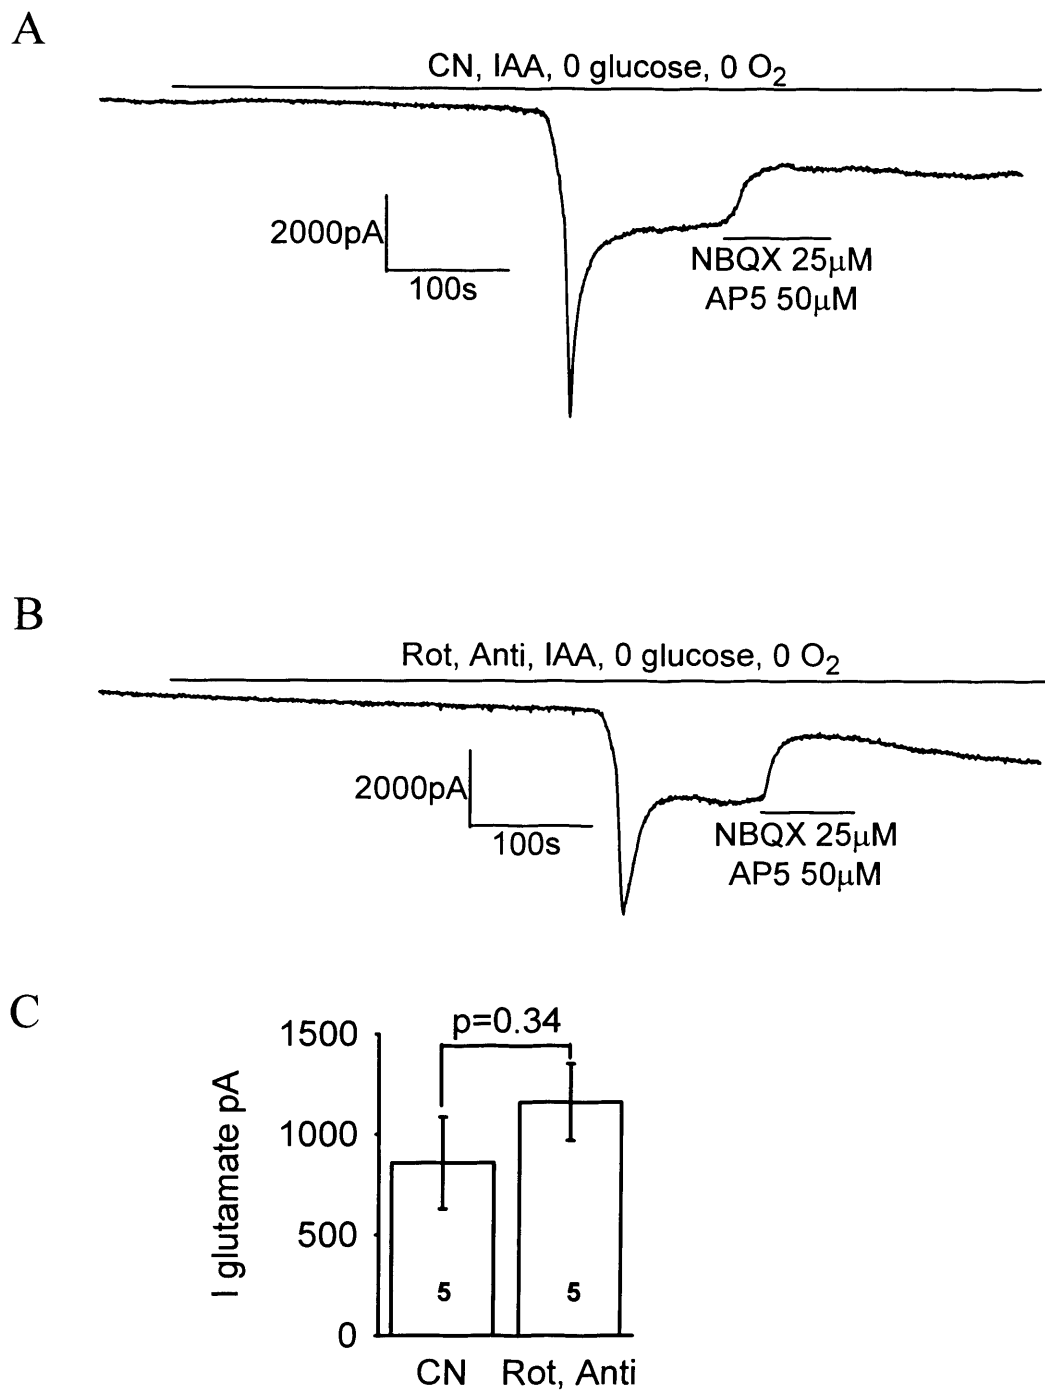 A
CN, IAA, 0 glucose, 0 O2
2000pA
100s
NBQX 25μM
AP5 50μM
B
Rot, Anti, IAA, 0 glucose, 0 O2
2000pA
100s
NBQX 25μM
AP5 50μM
C
p=0.34
1500
1000
500
0
I glutamate pA
5
5
CN
Rot, Anti